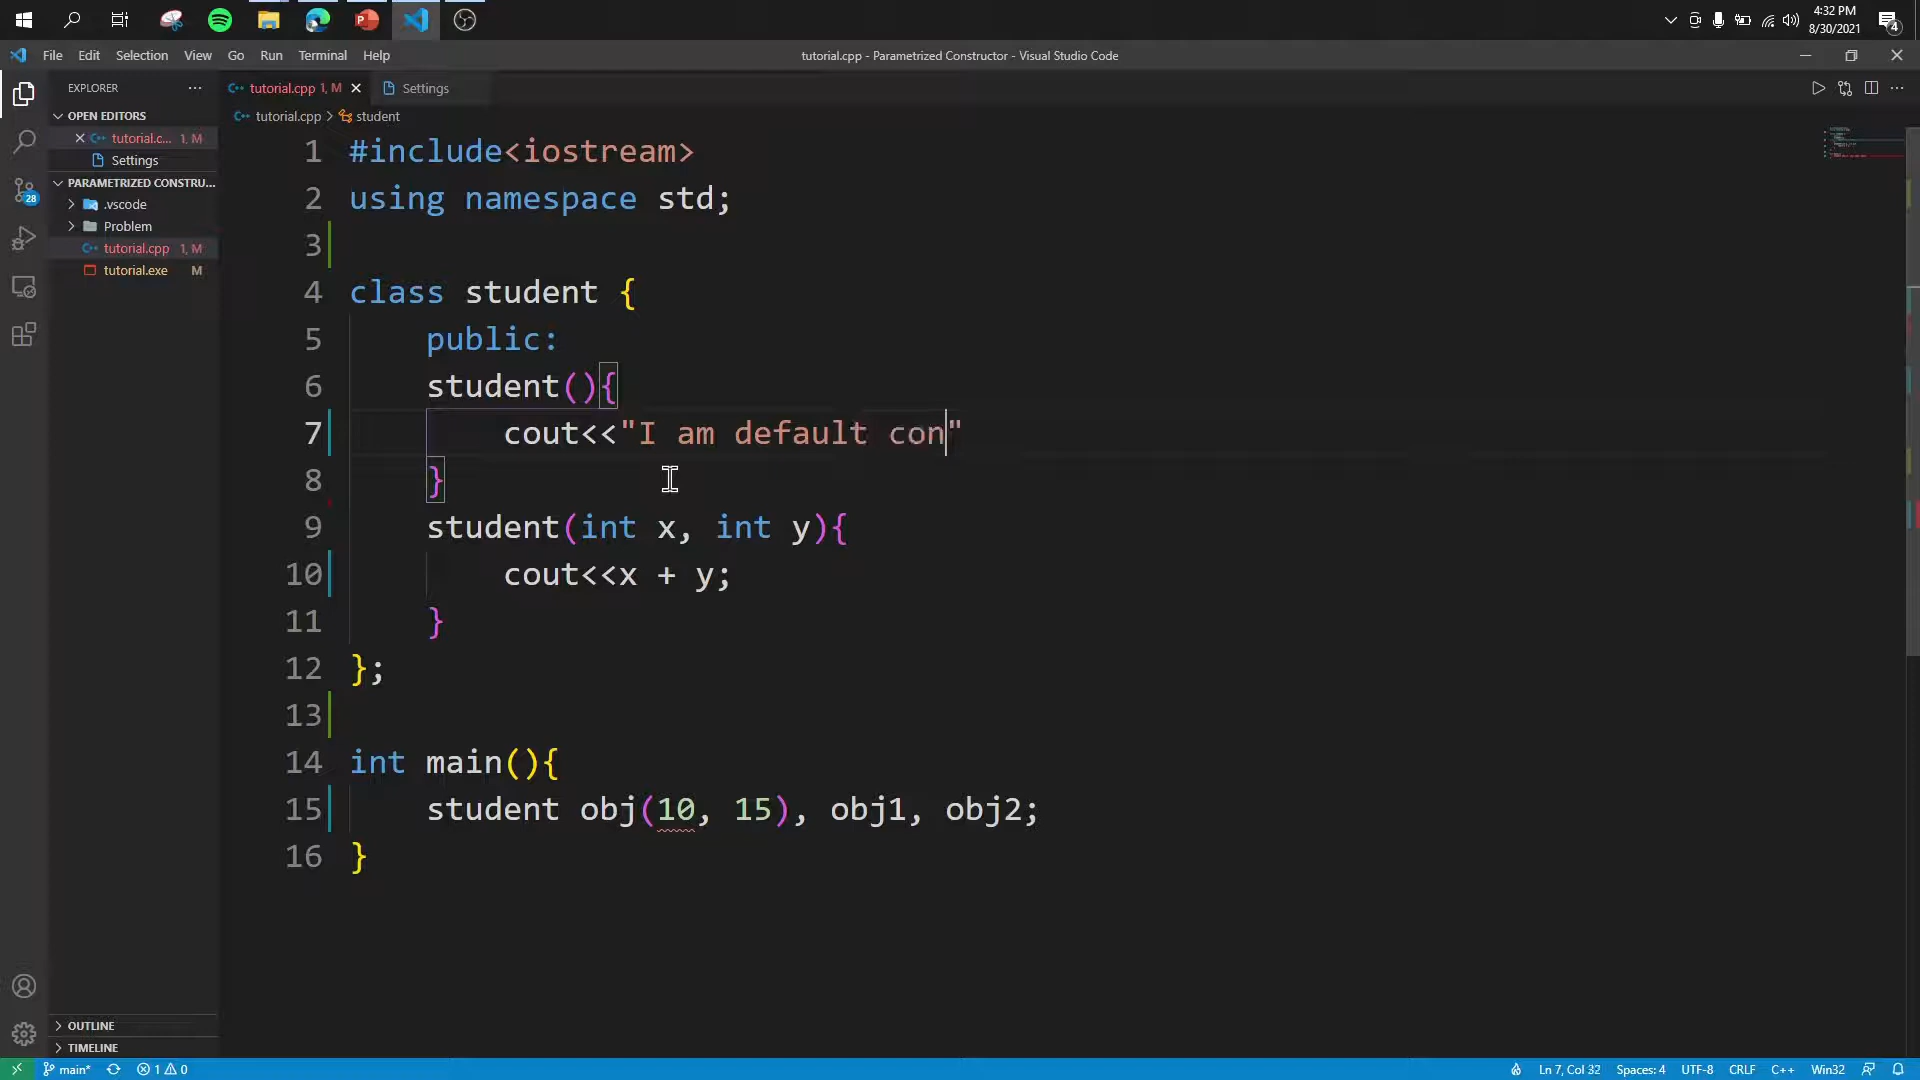 4:32 PM
8/30/2021
4
File Edit Selection View Go Run Terminal Help
tutorial.cpp - Parametrized Constructor - Visual Studio Code
EXPLORER
tutorial.cpp 1, M
Settings
OPEN EDITORS
tutorial.cpp > student
tutorial.c... 1, M
Settings
PARAMETRIZED CONSTRU...
.vscode
Problem
tutorial.cpp 1, M
tutorial.exe M
28
1 #include<iostream>
2 using namespace std;
3
4 class student {
5 public:
6 student(){
7 cout<<"I am default con"
8 }
9 student(int x, int y){
10 cout<<x + y;
11 }
12 };
13
14 int main(){
15 student obj(10, 15), obj1, obj2;
16 }
OUTLINE
TIMELINE
main* 1 0 Ln 7, Col 32 Spaces: 4 UTF-8 CRLF C++ Win32